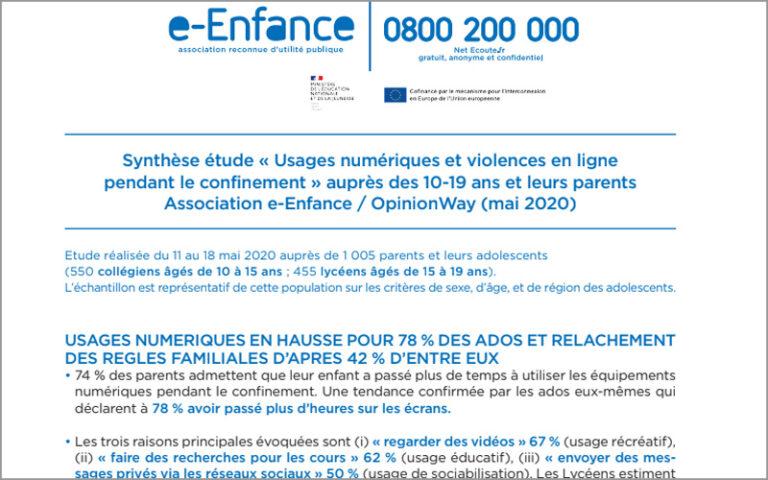 e-Enfance
association reconnue d'utilité publique
0800 200 000
Net Ecoute.fr
gratuit, anonyme et confidentiel
MINISTÈRE
DE L'ÉDUCATION
NATIONALE
ET DE LA JEUNESSE
Cofinancé par le mécanisme pour l'interconnexion
en Europe de l'Union européenne
Synthèse étude « Usages numériques et violences en ligne
pendant le confinement » auprès des 10-19 ans et leurs parents
Association e-Enfance / OpinionWay (mai 2020)
Etude réalisée du 11 au 18 mai 2020 auprès de 1 005 parents et leurs adolescents
(550 collégiens âgés de 10 à 15 ans ; 455 lycéens âgés de 15 à 19 ans).
L'échantillon est représentatif de cette population sur les critères de sexe, d'âge, et de région des adolescents.
USAGES NUMERIQUES EN HAUSSE POUR 78 % DES ADOS ET RELACHEMENT
DES REGLES FAMILIALES D'APRES 42 % D'ENTRE EUX
• 74 % des parents admettent que leur enfant a passé plus de temps à utiliser les équipements
numériques pendant le confinement. Une tendance confirmée par les ados eux-mêmes qui
déclarent à 78 % avoir passé plus d'heures sur les écrans.
• Les trois raisons principales évoquées sont (i) « regarder des vidéos » 67 % (usage récréatif),
(ii) « faire des recherches pour les cours » 62 % (usage éducatif), (iii) « envoyer des mes-
sages privés via les réseaux sociaux » 50 % (usage de sociabilisation). Les Lycéens estiment